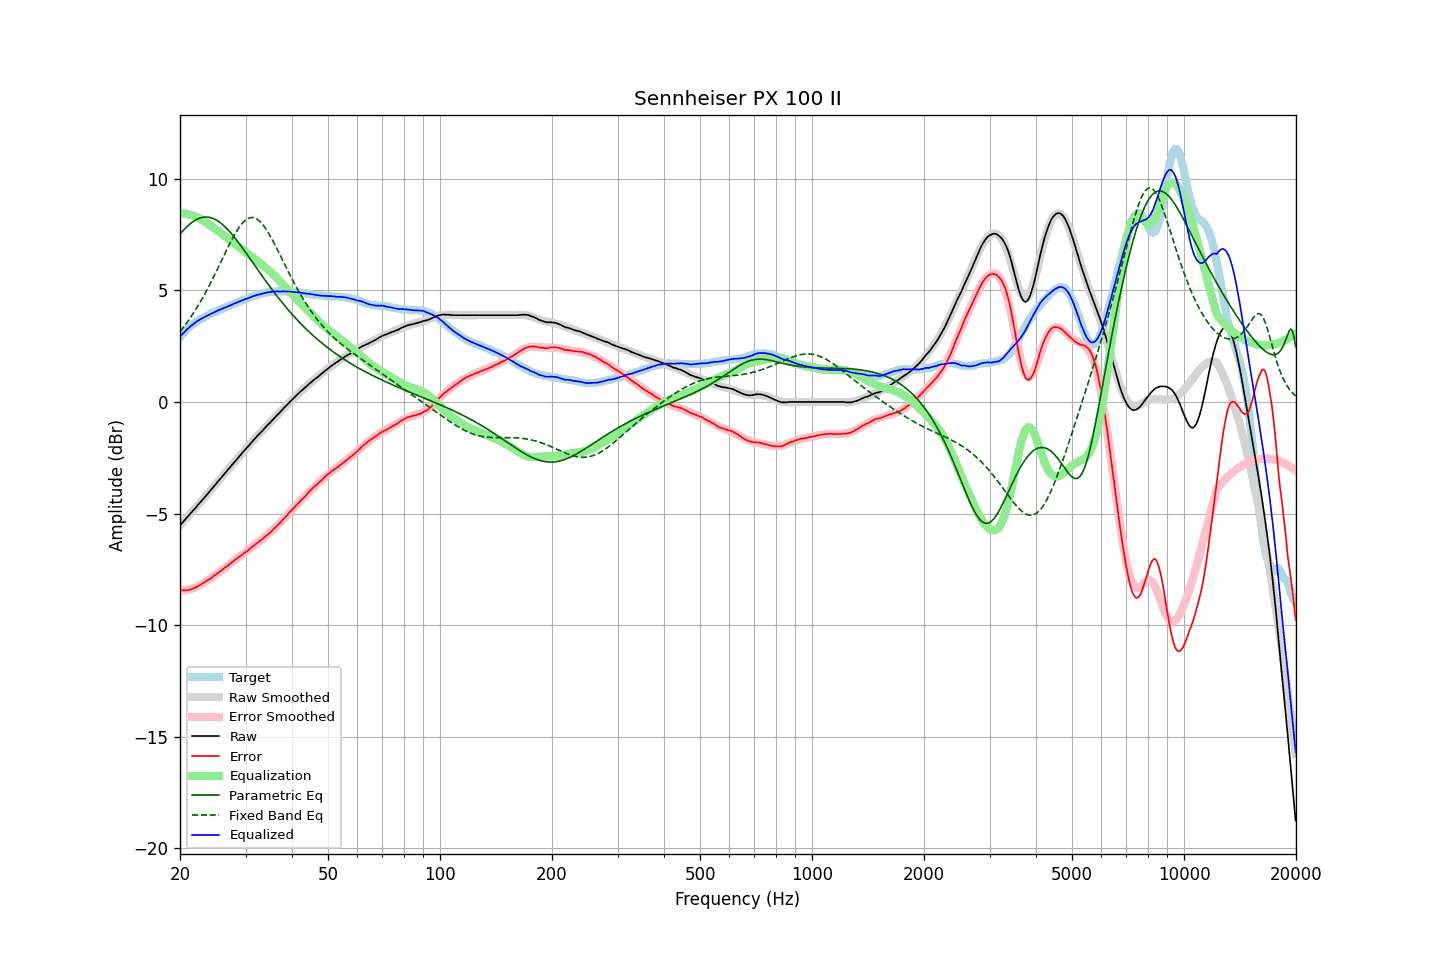 Sennheiser PX 100 II
10
5
0
−5
−10
−15
−20
Amplitude (dBr)
Target
Raw Smoothed
Error Smoothed
Raw
Error
Equalization
Parametric Eq
Fixed Band Eq
Equalized
20 50 100 200 500 1000 2000 5000 10000 20000
Frequency (Hz)